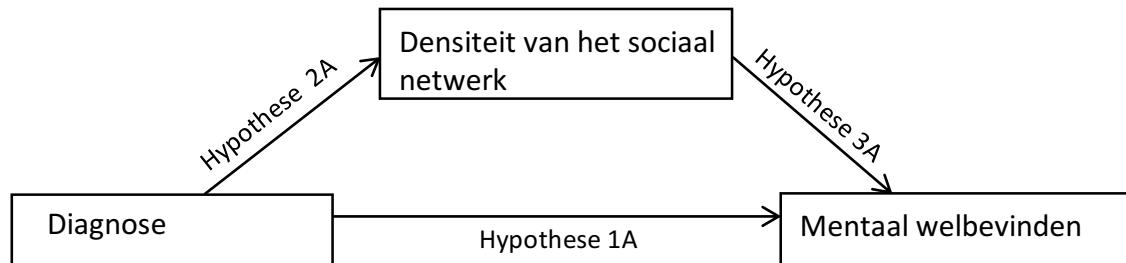 Densiteit van het sociaal
netwerk
Hypothese 2A
Hypothese 3A
Diagnose
Hypothese 1A
Mentaal welbevinden